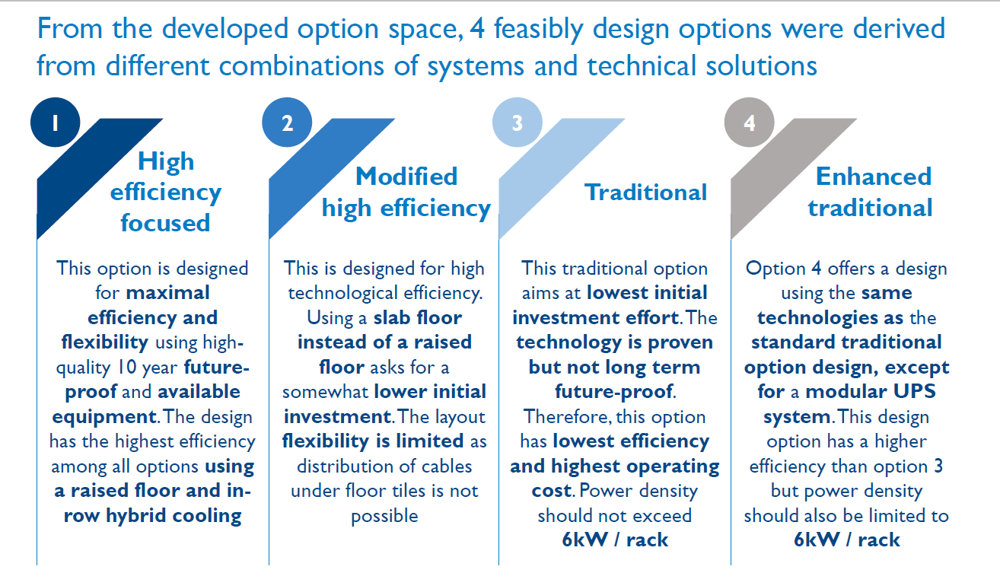 From the developed option space, 4 feasibly design options were derived
from different combinations of systems and technical solutions
1
High
efficiency
focused
This option is designed
for maximal
efficiency and
flexibility using high-
quality 10 year future-
proof and available
equipment. The design
has the highest efficiency
among all options using
a raised floor and in-
row hybrid cooling
2
Modified
high efficiency
This is designed for high
technological efficiency.
Using a slab floor
instead of a raised
floor asks for a
somewhat lower initial
investment. The layout
flexibility is limited as
distribution of cables
under floor tiles is not
possible
3
Traditional
This traditional option
aims at lowest initial
investment effort. The
technology is proven
but not long term
future-proof.
Therefore, this option
has lowest efficiency
and highest operating
cost. Power density
should not exceed
6kW / rack
4
Enhanced
traditional
Option 4 offers a design
using the same
technologies as the
standard traditional
option design, except
for a modular UPS
system. This design
option has a higher
efficiency than option 3
but power density
should also be limited to
6kW / rack